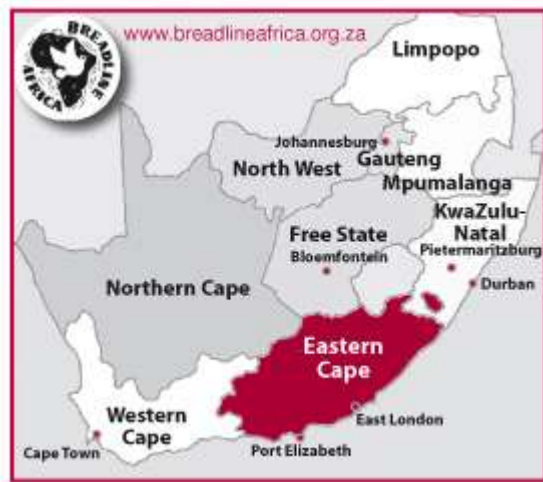 BREADLINE
AFRICA
www.breadlineafrica.org.za
Limpopo
Johannesburg
Gauteng
North West
Mpumalanga
KwaZulu-
Natal
Free State
Pietermaritzburg
Bloemfontein
Durban
Northern Cape
Eastern
Cape
Western
Cape
East London
Cape Town
Port Elizabeth